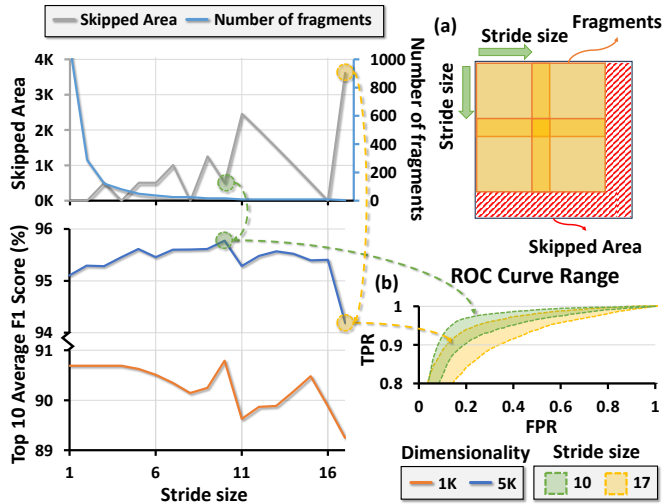 Skipped Area
Number of fragments
4K
3K
2K
1K
0K
Skipped Area
1000
800
600
400
200
0
Number of fragments
(a)
Fragments
Stride size
Stride size
Skipped Area
96
95
94
91
90
89
Top 10 Average F1 Score (%)
1
6
11
16
Stride size
(b)
ROC Curve Range
1
0.9
0.8
TPR
0
0.2
0.4
0.6
0.8
1
FPR
Dimensionality
1K
5K
Stride size
10
17